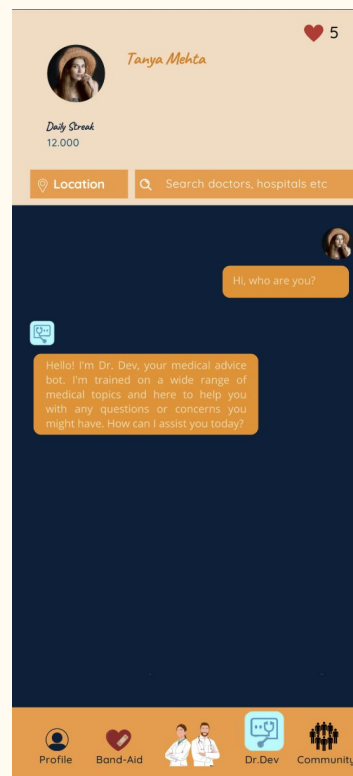 5
Tanya Mehta
Daily Streak
12.000
Location
Search doctors, hospitals etc
Hi, who are you?
Hello! I'm Dr. Dev, your medical advice
bot. I'm trained on a wide range of
medical topics and here to help you
with any questions or concerns you
might have. How can I assist you today?
Profile
Band-Aid
Dr.Dev
Community